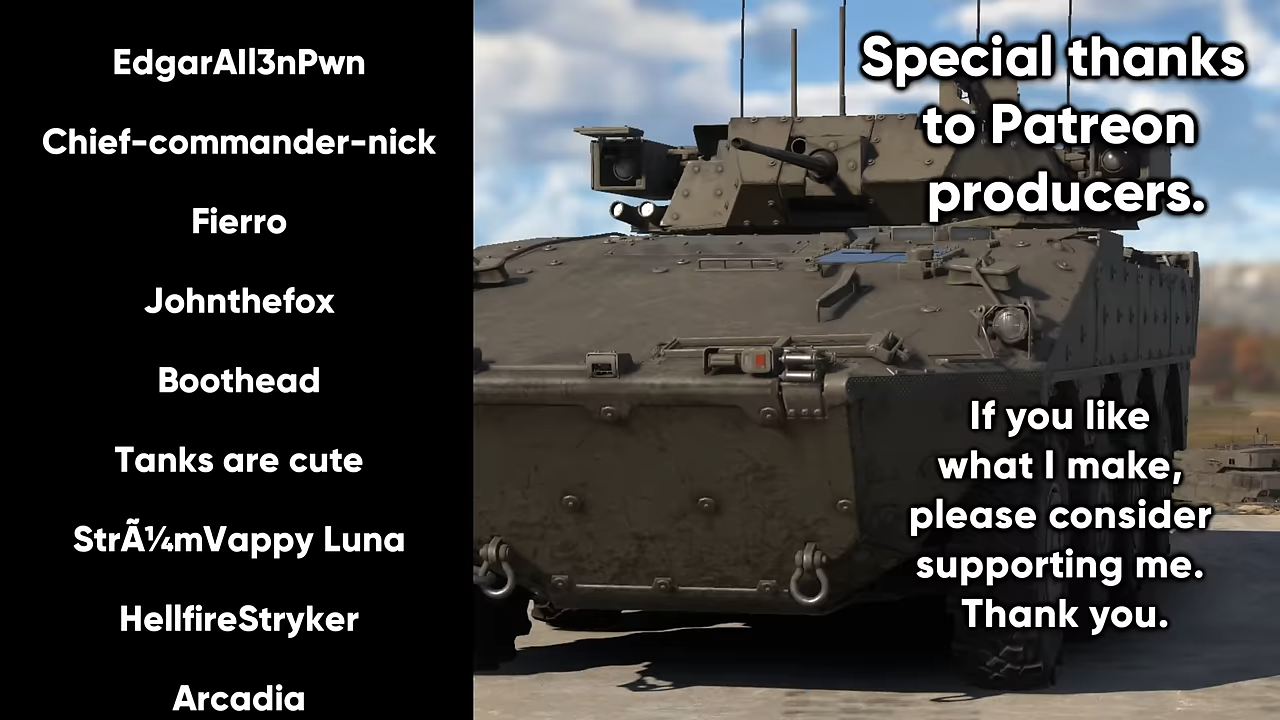 EdgarAll3nPwn
Chief-commander-nick
Fierro
Johnthefox
Boothead
Tanks are cute
StrÃ¼mVappy Luna
HellfireStryker
Arcadia
Special thanks
to Patreon
producers.
If you like
what I make,
please consider
supporting me.
Thank you.